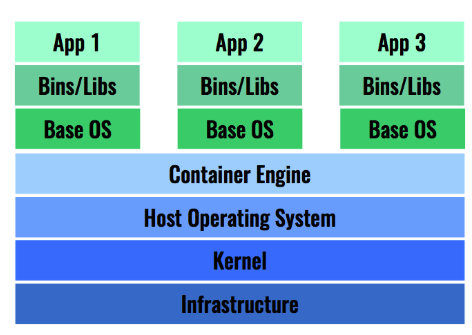 App 1 App 2 App 3
Bins/Libs Bins/Libs Bins/Libs
Base OS Base OS Base OS
Container Engine
Host Operating System
Kernel
Infrastructure